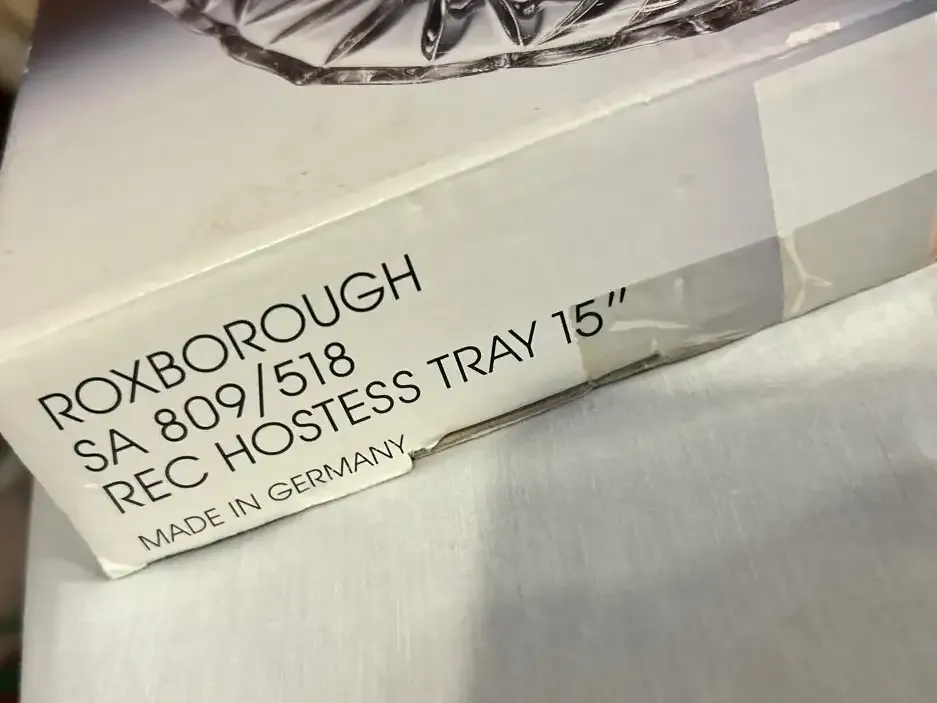 ROXBOROUGH
SA 809/518
REC HOSTESS TRAY 15"
MADE IN GERMANY